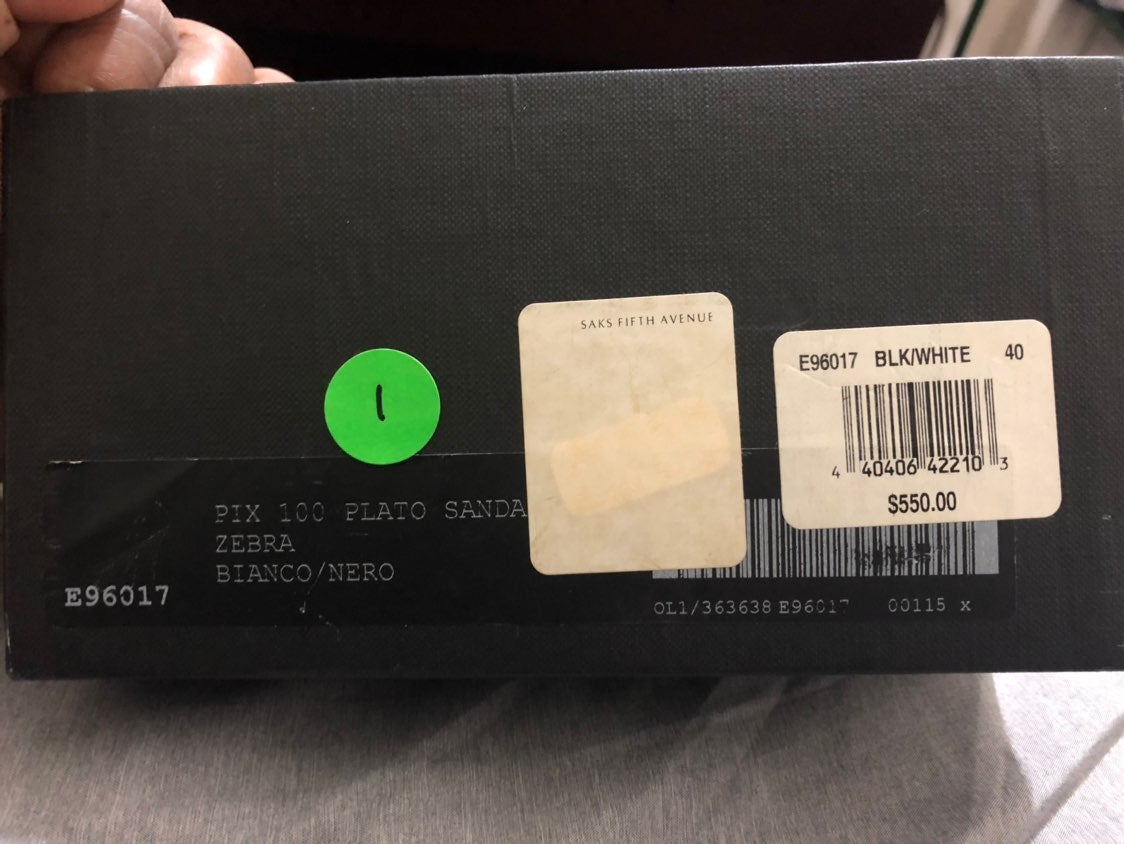 SAKS FIFTH AVENUE
E96017 BLK/WHITE 40
4 40406 42210 3
$550.00
1
PIX 100 PLATO SANDA
ZEBRA
BIANCO/NERO
E96017
OL1/363638 E96017 00115 x